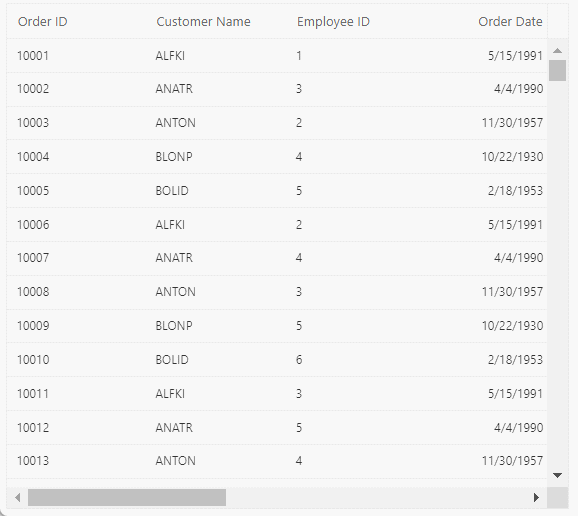 Order ID Customer Name Employee ID Order Date
10001 ALFKI 1 5/15/1991
10002 ANATR 3 4/4/1990
10003 ANTON 2 11/30/1957
10004 BLONP 4 10/22/1930
10005 BOLID 5 2/18/1953
10006 ALFKI 2 5/15/1991
10007 ANATR 4 4/4/1990
10008 ANTON 3 11/30/1957
10009 BLONP 5 10/22/1930
10010 BOLID 6 2/18/1953
10011 ALFKI 3 5/15/1991
10012 ANATR 5 4/4/1990
10013 ANTON 4 11/30/1957